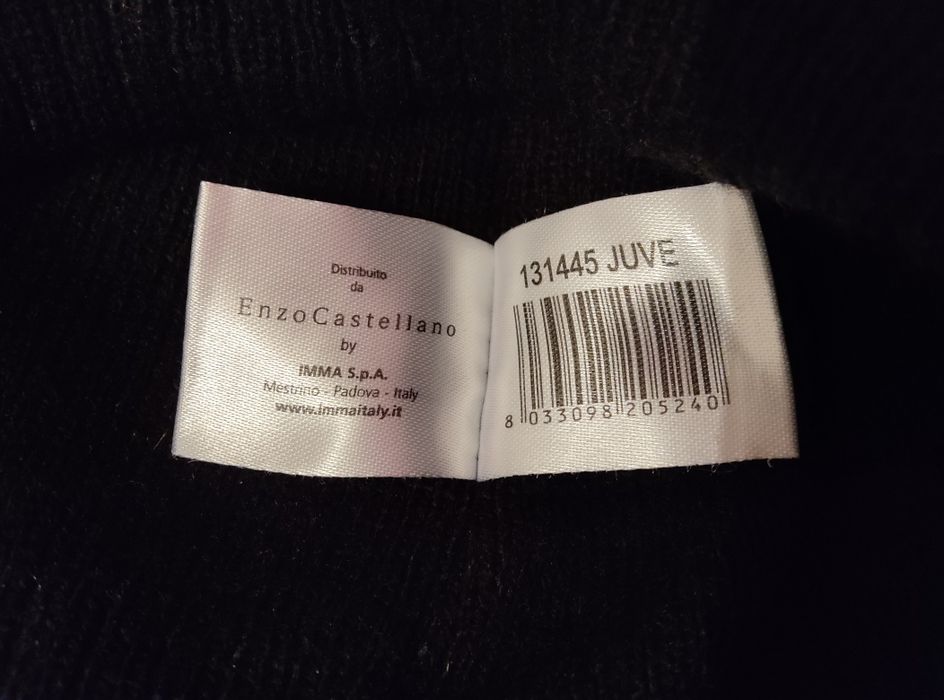 Distribuito
da
EnzoCastellano
by
IMMA S.p.A.
Mestrino - Padova - Italy
www.immaitaly.it
131445 JUVE
8 033098 205240